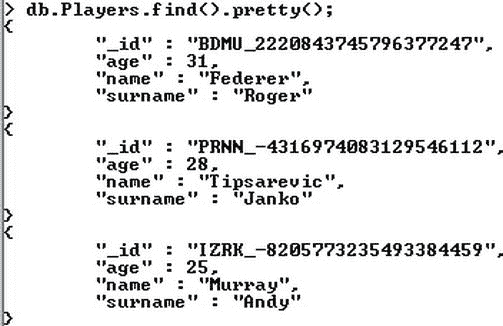 > db.Players.find().pretty();
{
"_id" : "BDMU_2220843745796377247",
"age" : 31,
"name" : "Federer",
"surname" : "Roger"
}
{
"_id" : "PRNN_-4316974083129546112",
"age" : 28,
"name" : "Tipsarevic",
"surname" : "Janko"
}
{
"_id" : "IZRK_-8205773235493384459",
"age" : 25,
"name" : "Murray",
"surname" : "Andy"
}